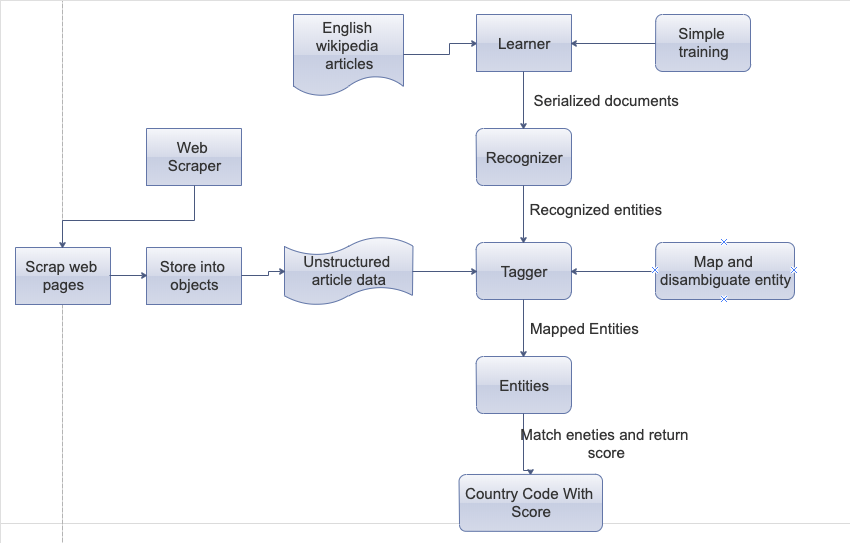 English
wikipedia
articles
Learner
Simple
training
Serialized documents
Web
Scraper
Recognizer
Recognized entities
Scrap web
pages
Store into
objects
Unstructured
article data
Tagger
Map and
disambiguate entity
Mapped Entities
Entities
Match eneties and return
score
Country Code With
Score